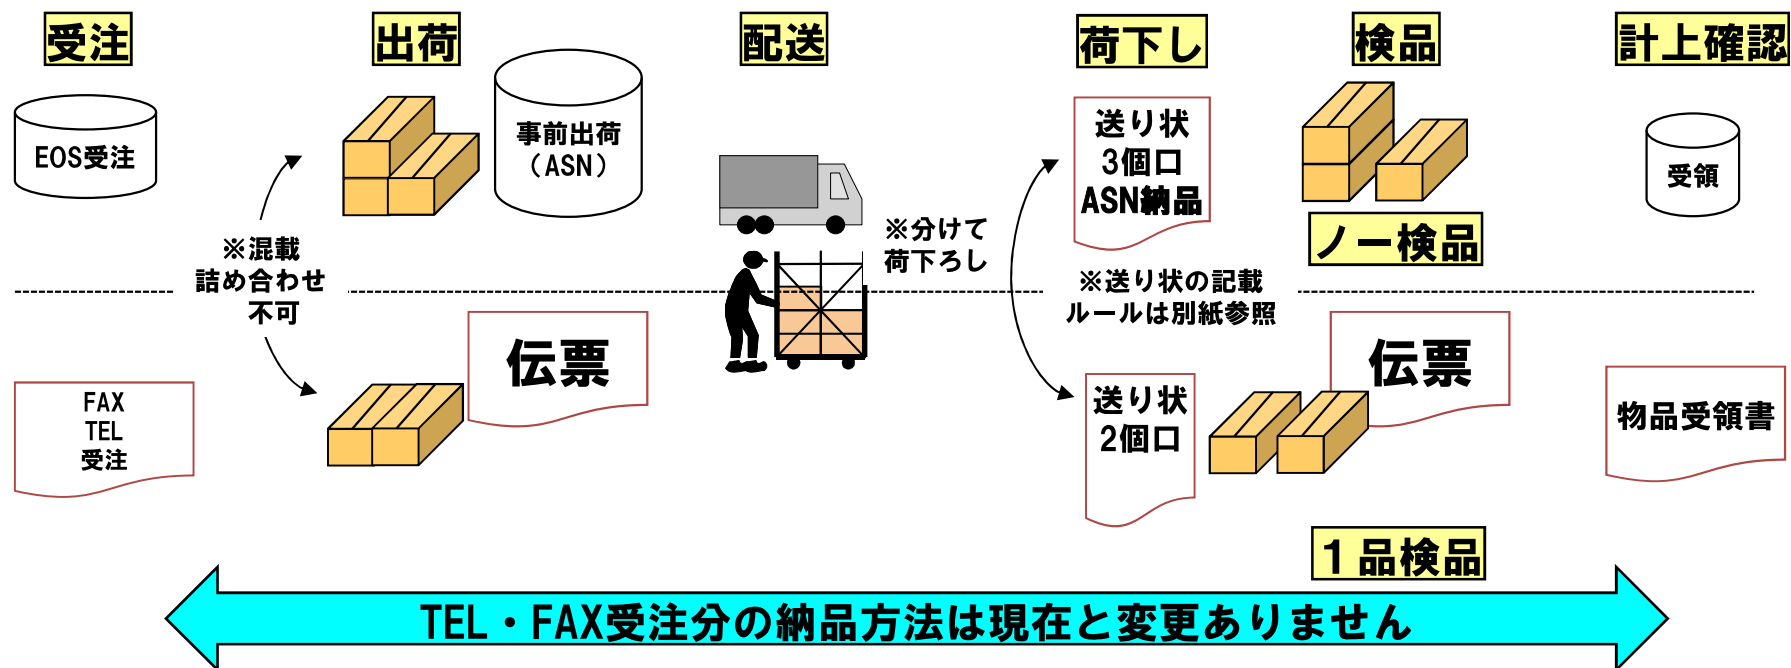 受注
出荷
配送
荷下し
検品
計上確認
EOS受注
事前出荷
（ASN）
送り状
3個口
ASN納品
受領
ノー検品
※混載
詰め合わせ
不可
※分けて
荷下ろし
※送り状の記載
ルールは別紙参照
FAX
TEL
受注
伝票
送り状
2個口
伝票
物品受領書
１品検品
TEL・FAX受注分の納品方法は現在と変更ありません